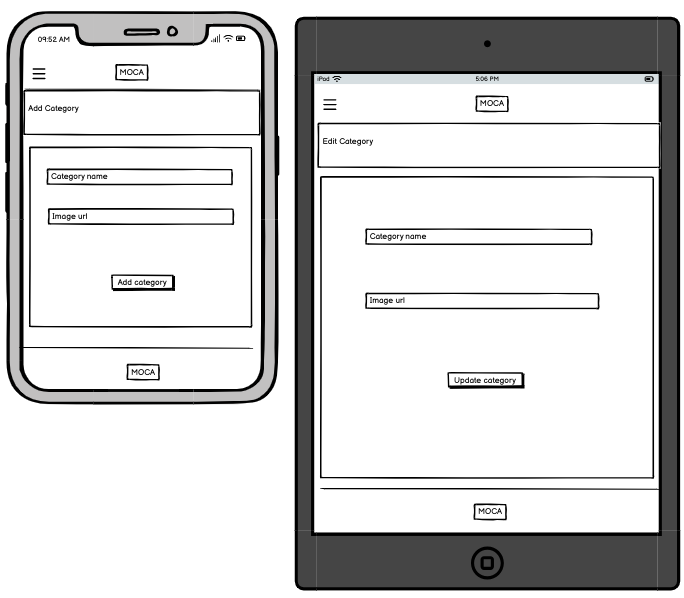 09:52 AM
MOCA
Add Category
Category name
Image url
Add category
MOCA
iPad
5:06 PM
MOCA
Edit Category
Category name
Image url
Update category
MOCA